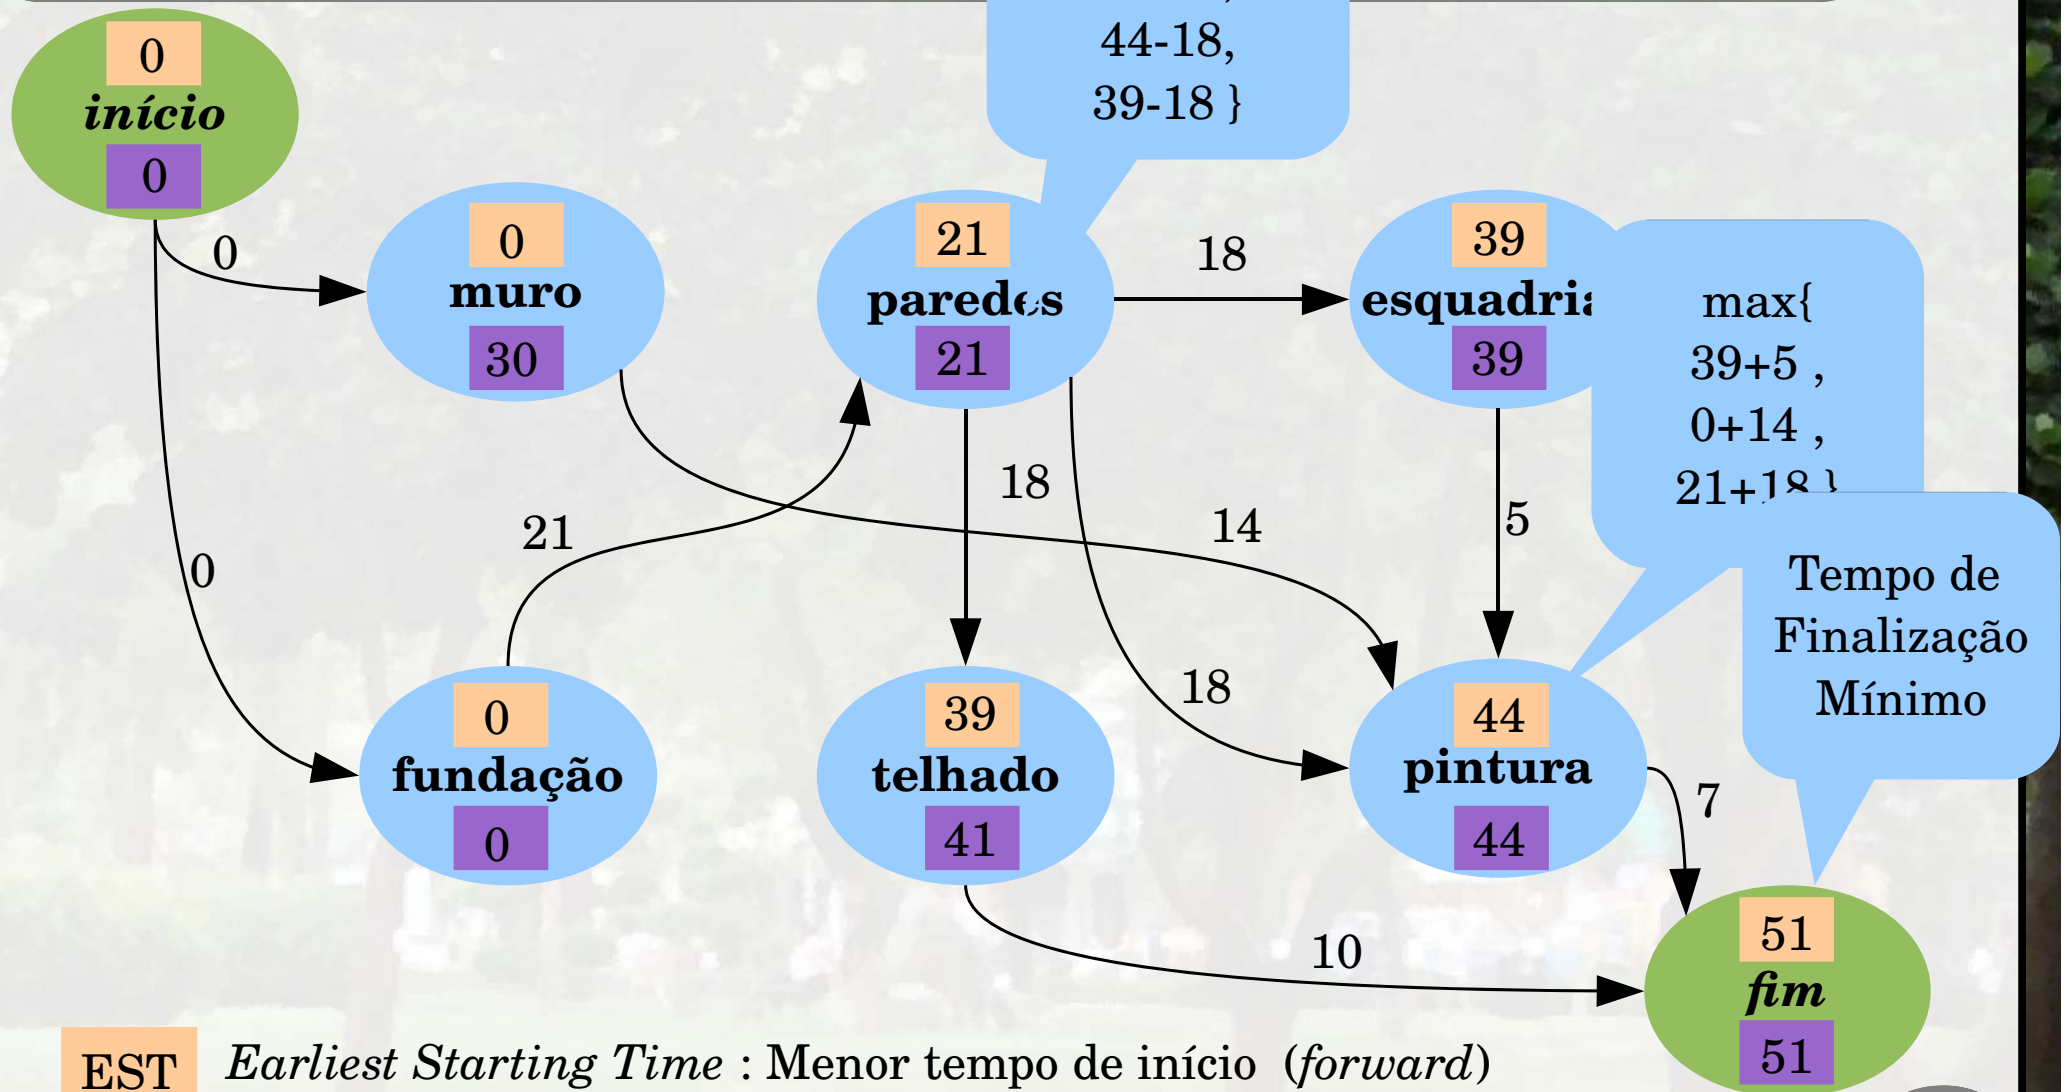 0
início
0
44-18,
39-18 }
0
0
muro
30
21
paredes
21
18
39
esquadria
39
max{
39+5 ,
0+14 ,
21+18 }
21
18
14
5
0
18
Tempo de
Finalização
Mínimo
0
fundação
0
39
telhado
41
44
pintura
44
7
10
51
fim
51
EST Earliest Starting Time : Menor tempo de início (forward)